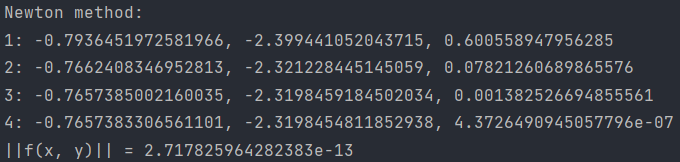 Newton method:
1: -0.7936451972581966, -2.399441052043715, 0.600558947956285
2: -0.7662408346952813, -2.321228445145059, 0.07821260689865576
3: -0.7657385002160035, -2.3198459184502034, 0.001382526694855561
4: -0.7657383306561101, -2.3198454811852938, 4.3726490945057796e-07
||f(x, y)|| = 2.717825964282383e-13